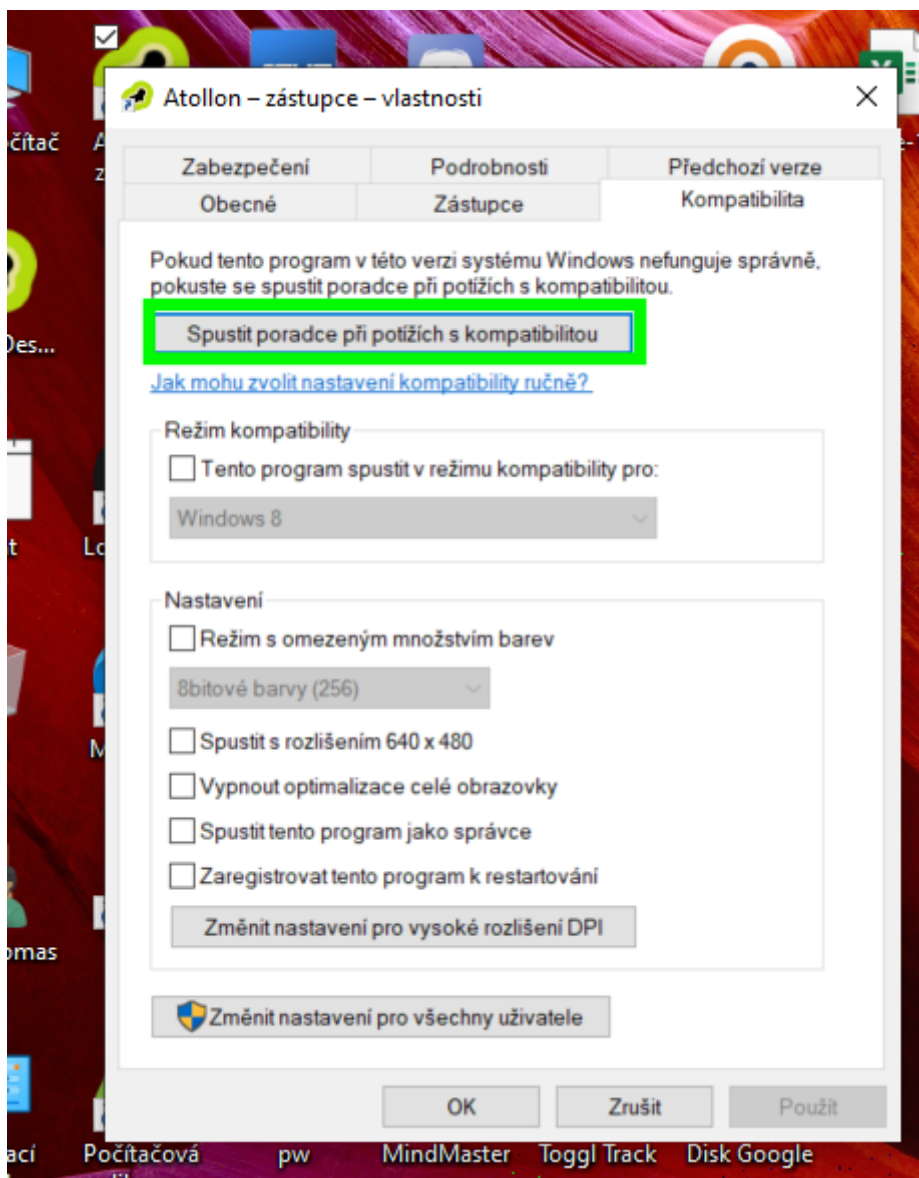 Atollon – zástupce – vlastnosti
čítač
Zabezpečení
Podrobnosti
Předchozí verze
Obecné
Zástupce
Kompatibilita
Pokud tento program v této verzi systému Windows nefunguje správně,
pokuste se spustit poradce při potížích s kompatibilitou.
Spustit poradce při potížích s kompatibilitou
Des...
Jak mohu zvolit nastavení kompatibility ručně?
Režim kompatibility
Tento program spustit v režimu kompatibility pro:
Windows 8
t
Lo
Nastavení
Režim s omezeným množstvím barev
8bitové barvy (256)
Spustit s rozlišením 640 x 480
M
Vypnout optimalizace celé obrazovky
Spustit tento program jako správce
Zaregistrovat tento program k restartování
Změnit nastavení pro vysoké rozlišení DPI
omas
Změnit nastavení pro všechny uživatele
OK
Zrušit
Použít
ací
Počítačová
pw
MindMaster
Toggl Track
Disk Google